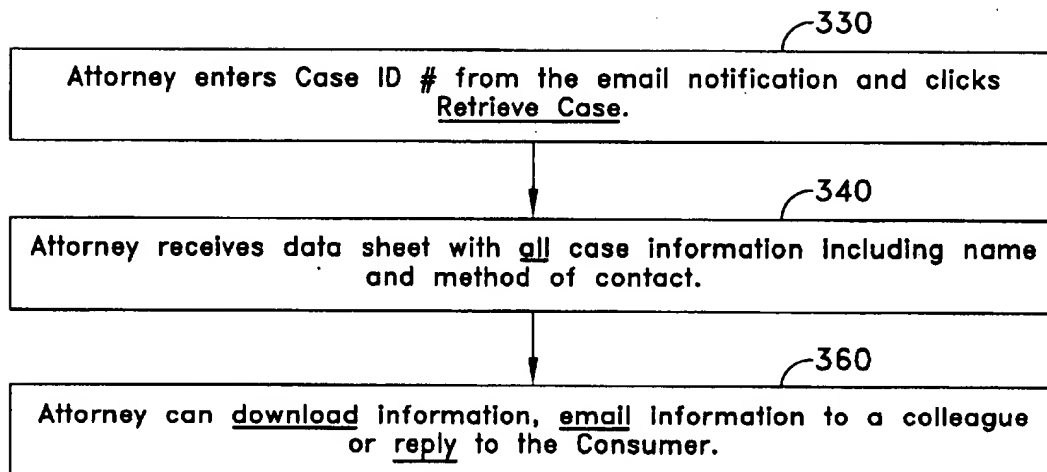 330
Attorney enters Case ID # from the email notification and clicks
Retrieve Case.
340
Attorney receives data sheet with all case information including name
and method of contact.
360
Attorney can download information, email information to a colleague
or reply to the Consumer.